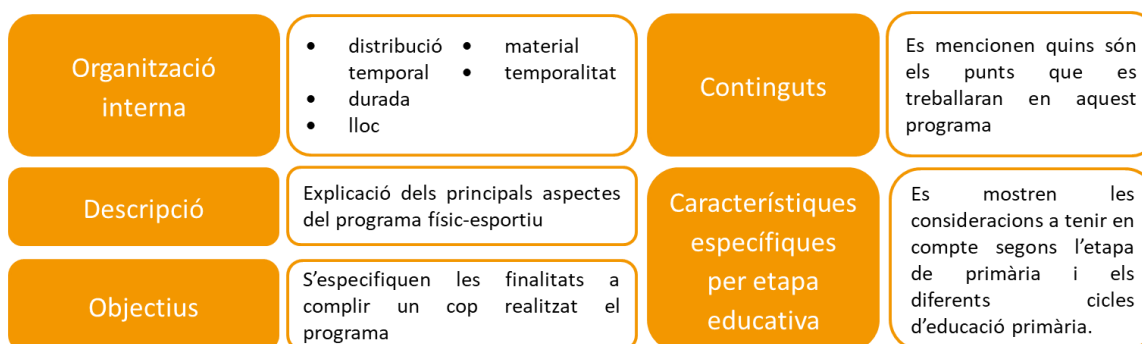 Organització
interna
• distribució
temporal
• durada
• lloc
• material
• temporalitat
Descripció
Explicació dels principals aspectes
del programa físic-esportiu
Objectius
S’especifiquen les finalitats a
complir un cop realitzat el
programa
Continguts
Es mencionen quins són
els punts que es
treballaran en aquest
programa
Característiques
específiques
per etapa
educativa
Es mostren les
consideracions a tenir en
compte segons l’etapa
de primària i els
diferents cicles
d’educació primària.